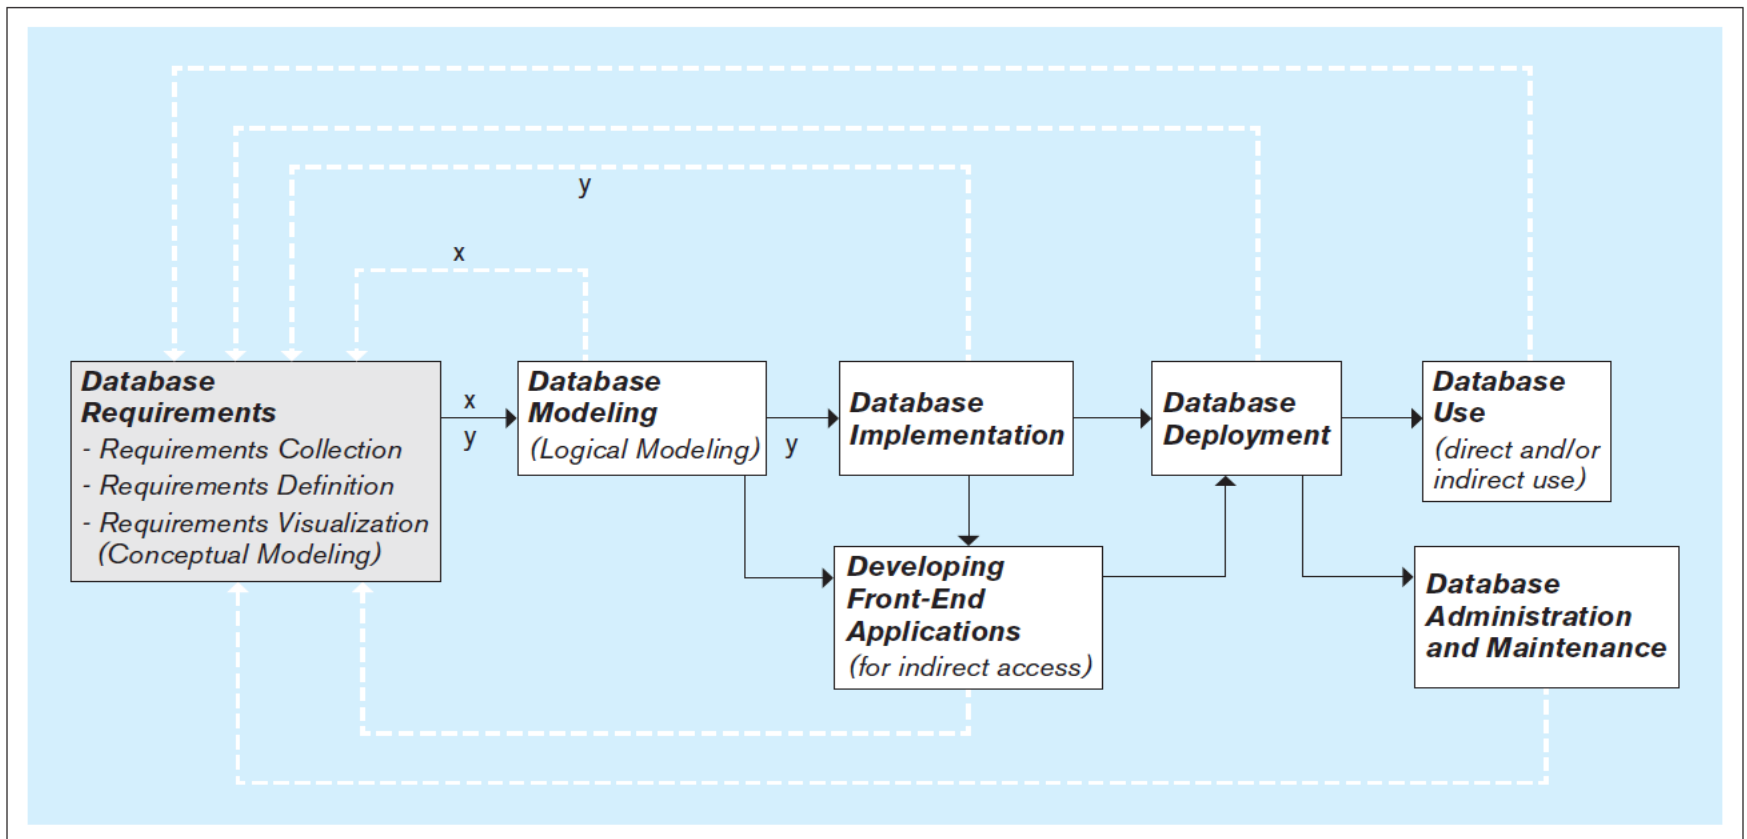 y
x
Database
Requirements
- Requirements Collection
- Requirements Definition
- Requirements Visualization
(Conceptual Modeling)
x
y
Database
Modeling
(Logical Modeling)
y
Database
Implementation
Database
Deployment
Database
Use
(direct and/or
indirect use)
Developing
Front-End
Applications
(for indirect access)
Database
Administration
and Maintenance